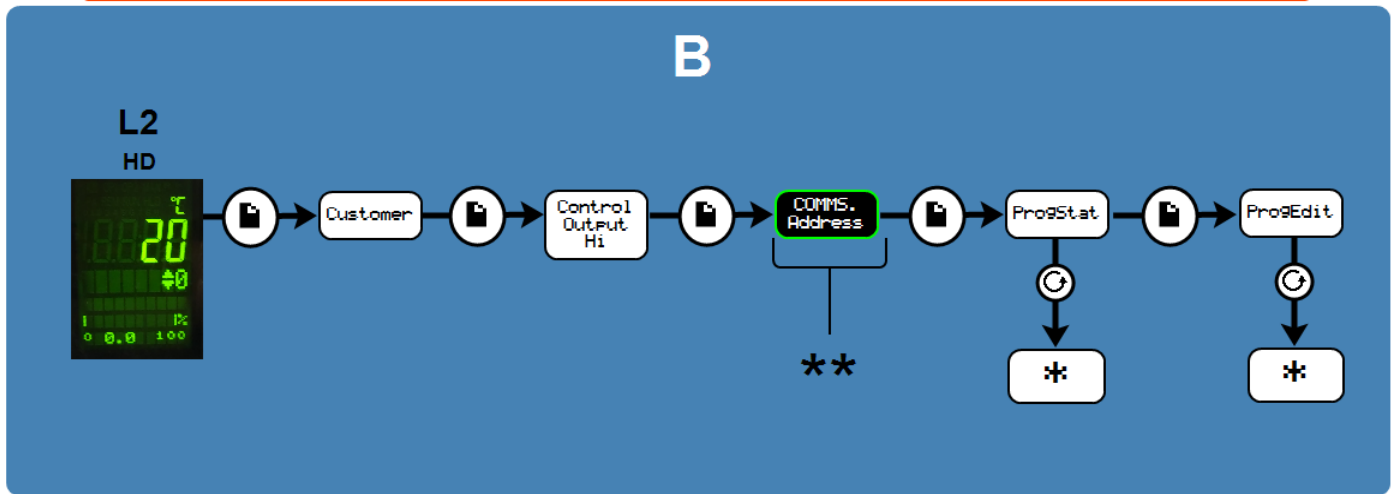 B
L2
HD
°C
20
0
%
0 0.0 100
Customer
Control
Output
Hi
COMMS.
Address
**
ProgStat
*
ProgEdit
*